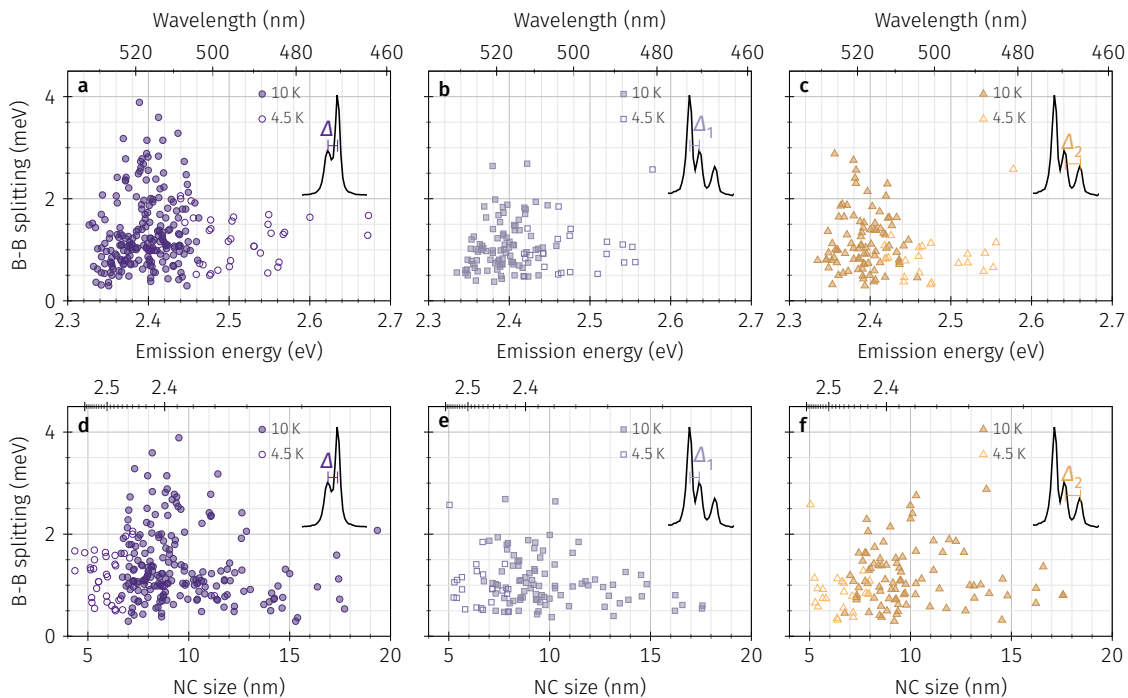 Wavelength (nm) Wavelength (nm) Wavelength (nm)
520 500 480 460 520 500 480 460 520 500 480 460
B-B splitting (meV)
4
2
0
a
10 K
4.5 K
Δ
b
10 K
4.5 K
Δ1
c
10 K
4.5 K
Δ2
2.3 2.4 2.5 2.6 2.7 2.3 2.4 2.5 2.6 2.7 2.3 2.4 2.5 2.6 2.7
Emission energy (eV) Emission energy (eV) Emission energy (eV)
2.5 2.4 2.5 2.4 2.5 2.4
B-B splitting (meV)
4
2
0
d
10 K
4.5 K
Δ
e
10 K
4.5 K
Δ1
f
10 K
4.5 K
Δ2
5 10 15 20 5 10 15 20 5 10 15 20
NC size (nm) NC size (nm) NC size (nm)